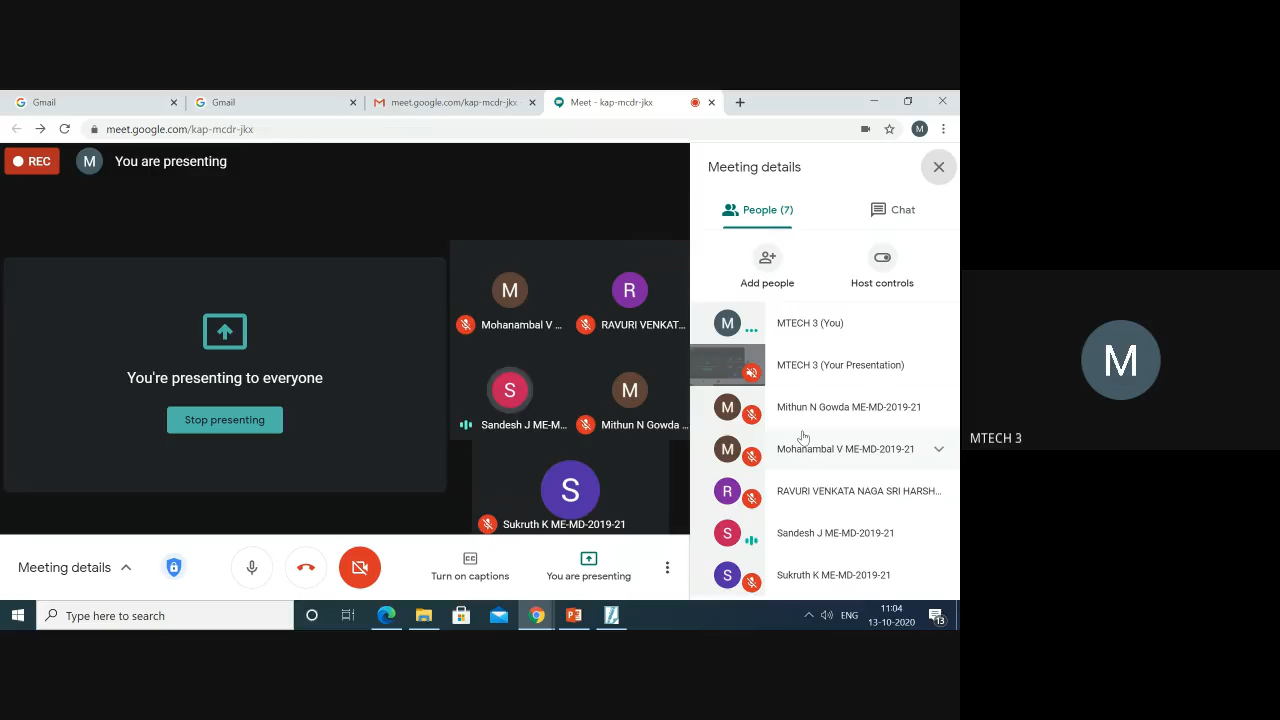 Gmail
Gmail
meet.google.com/kap-mcdr-jkx
Meet - kap-mcdr-jkx
meet.google.com/kap-mcdr-jkx
M
REC
M
You are presenting
Meeting details
People (7)
Chat
Add people
Host controls
You're presenting to everyone
Stop presenting
M
Mohanambal V ...
R
RAVURI VENKAT...
S
Sandesh J ME-M...
M
Mithun N Gowda ...
S
Sukruth K ME-MD-2019-21
M
MTECH 3 (You)
MTECH 3 (Your Presentation)
M
Mithun N Gowda ME-MD-2019-21
M
Mohanambal V ME-MD-2019-21
R
RAVURI VENKATA NAGA SRI HARSH...
S
Sandesh J ME-MD-2019-21
S
Sukruth K ME-MD-2019-21
Meeting details
CC
Turn on captions
You are presenting
Type here to search
ENG
11:04
13-10-2020
13
M
MTECH 3